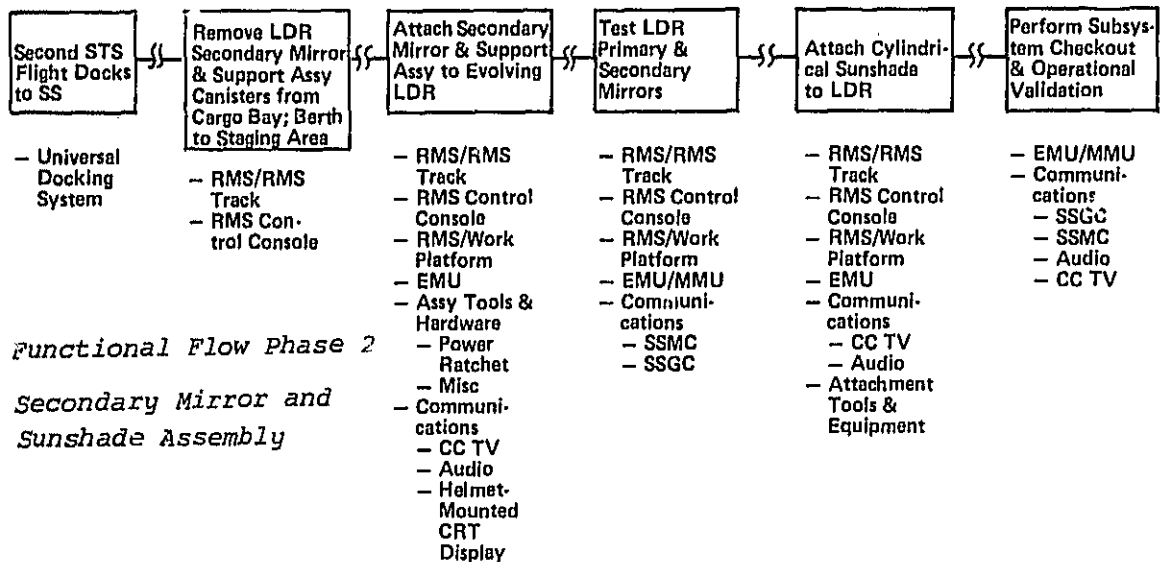 Second STS
Flight Docks
to SS
Remove LDR
Secondary Mirror
& Support Assy
Canisters from
Cargo Bay; Berth
to Staging Area
Attach Secondary
Mirror & Support
Assy to Evolving
LDR
Test LDR
Primary &
Secondary
Mirrors
Attach Cylindri-
cal Sunshade
to LDR
Perform Subsys-
tem Checkout
& Operational
Validation
– Universal
Docking
System
– RMS/RMS
Track
– RMS Con-
trol Console
– RMS/RMS
Track
– RMS Control
Console
– RMS/Work
Platform
– EMU
– Assy Tools &
Hardware
– Power
Ratchet
– Misc
– Communi-
cations
– CC TV
– Audio
– Helmet-
Mounted
CRT
Display
– RMS/RMS
Track
– RMS Control
Console
– RMS/Work
Platform
– EMU/MMU
– Communi-
cations
– SSMC
– SSGC
– RMS/RMS
Track
– RMS Control
Console
– RMS/Work
Platform
– EMU
– Communi-
cations
– CC TV
– Audio
– Attachment
Tools &
Equipment
– EMU/MMU
– Communi-
cations
– SSGC
– SSMC
– Audio
– CC TV
Functional Flow Phase 2
Secondary Mirror and
Sunshade Assembly